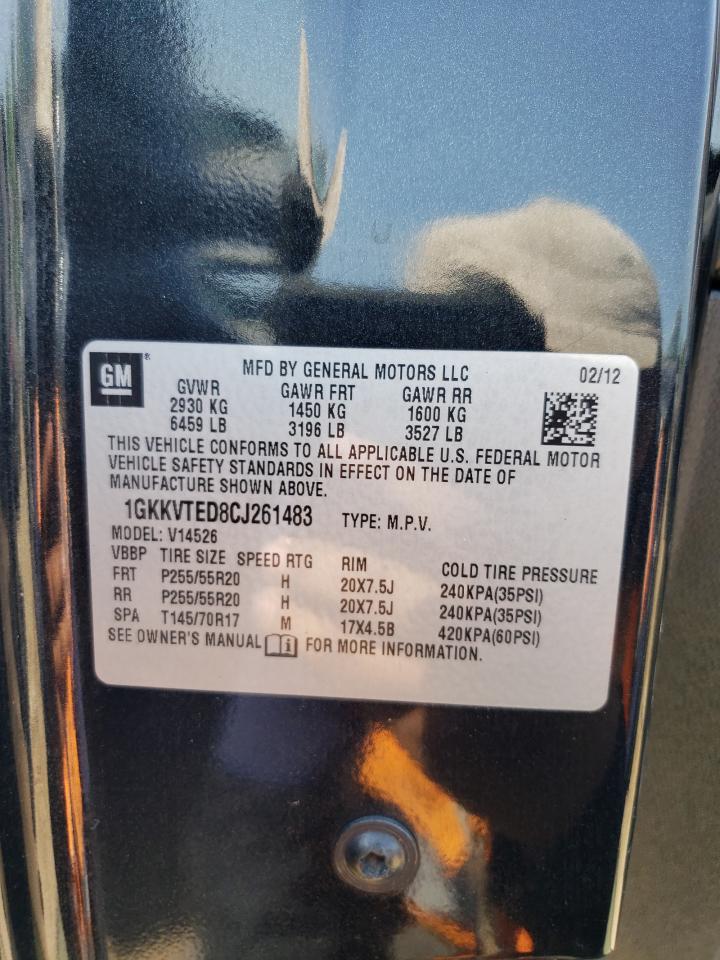 GM® MFD BY GENERAL MOTORS LLC 02/12
GVWR GAWR FRT GAWR RR
2930 KG 1450 KG 1600 KG
6459 LB 3196 LB 3527 LB
THIS VEHICLE CONFORMS TO ALL APPLICABLE U.S. FEDERAL MOTOR
VEHICLE SAFETY STANDARDS IN EFFECT ON THE DATE OF
MANUFACTURE SHOWN ABOVE.
1GKKVTED8CJ261483 TYPE: M.P.V.
MODEL: V14526
VBBP TIRE SIZE SPEED RTG RIM COLD TIRE PRESSURE
FRT P255/55R20 H 20X7.5J 240KPA(35PSI)
RR P255/55R20 H 20X7.5J 240KPA(35PSI)
SPA T145/70R17 M 17X4.5B 420KPA(60PSI)
SEE OWNER'S MANUAL i FOR MORE INFORMATION.